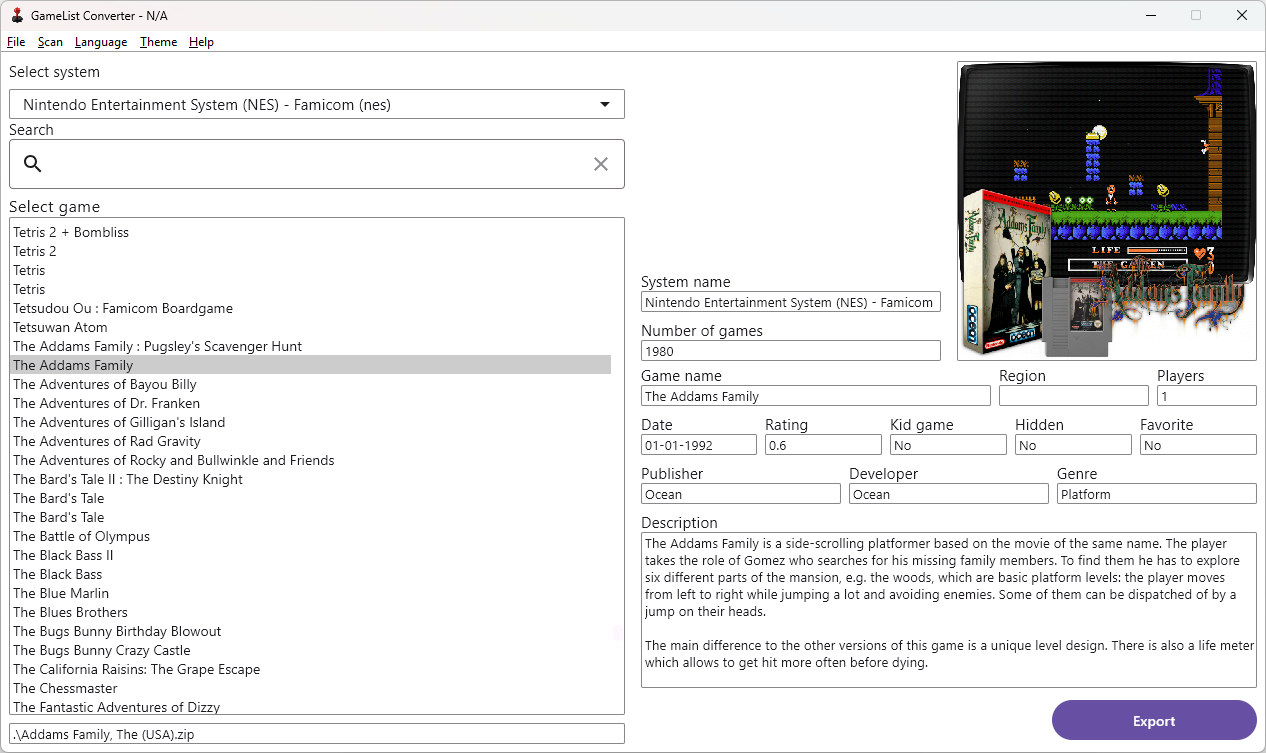 GameList Converter - N/A
File Scan Language Theme Help
Select system
Nintendo Entertainment System (NES) - Famicom (nes)
Search
Select game
Tetris 2 + Bombliss
Tetris 2
Tetris
Tetris
Tetsudou Ou : Famicom Boardgame
Tetsuwan Atom
The Addams Family : Pugsley's Scavenger Hunt
The Addams Family
The Adventures of Bayou Billy
The Adventures of Dr. Franken
The Adventures of Gilligan's Island
The Adventures of Rad Gravity
The Adventures of Rocky and Bullwinkle and Friends
The Bard's Tale II : The Destiny Knight
The Bard's Tale
The Bard's Tale
The Battle of Olympus
The Black Bass II
The Black Bass
The Blue Marlin
The Blues Brothers
The Bugs Bunny Birthday Blowout
The Bugs Bunny Crazy Castle
The California Raisins: The Grape Escape
The Chessmaster
The Fantastic Adventures of Dizzy
.\Addams Family, The (USA).zip
LIFE
3
THE GARDEN
Addams Family
Addams Family
OCEAN
System name
Nintendo Entertainment System (NES) - Famicom
Number of games
1980
Game name Region Players
The Addams Family 1
Date Rating Kid game Hidden Favorite
01-01-1992 0.6 No No No
Publisher Developer Genre
Ocean Ocean Platform
Description
The Addams Family is a side-scrolling platformer based on the movie of the same name. The player
takes the role of Gomez who searches for his missing family members. To find them he has to explore
six different parts of the mansion, e.g. the woods, which are basic platform levels: the player moves
from left to right while jumping a lot and avoiding enemies. Some of them can be dispatched of by a
jump on their heads.
The main difference to the other versions of this game is a unique level design. There is also a life meter
which allows to get hit more often before dying.
Export